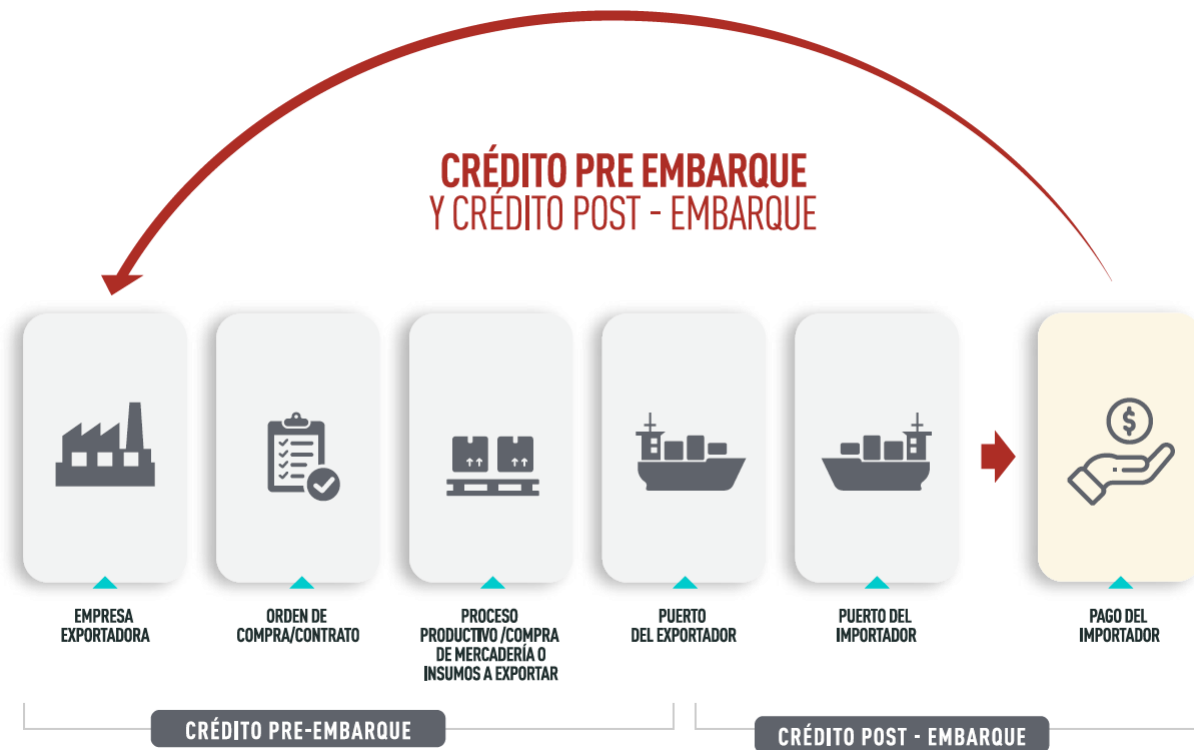 CRÉDITO PRE EMBARQUE
Y CRÉDITO POST - EMBARQUE
$
EMPRESA
EXPORTADORA
ORDEN DE
COMPRA/CONTRATO
PROCESO
PRODUCTIVO /COMPRA
DE MERCADERÍA O
INSUMOS A EXPORTAR
PUERTO
DEL EXPORTADOR
PUERTO DEL
IMPORTADOR
PAGO DEL
IMPORTADOR
CRÉDITO PRE-EMBARQUE
CRÉDITO POST - EMBARQUE